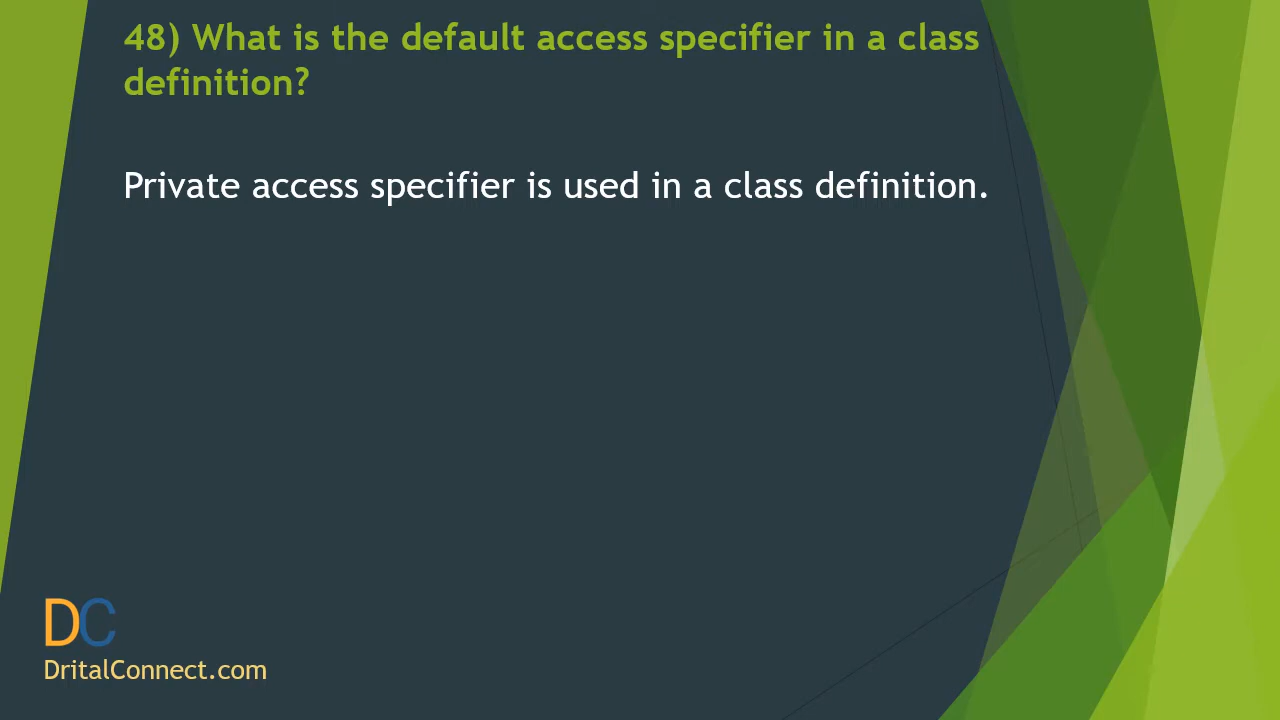 48) What is the default access specifier in a class
definition?
Private access specifier is used in a class definition.
DC
DritalConnect.com